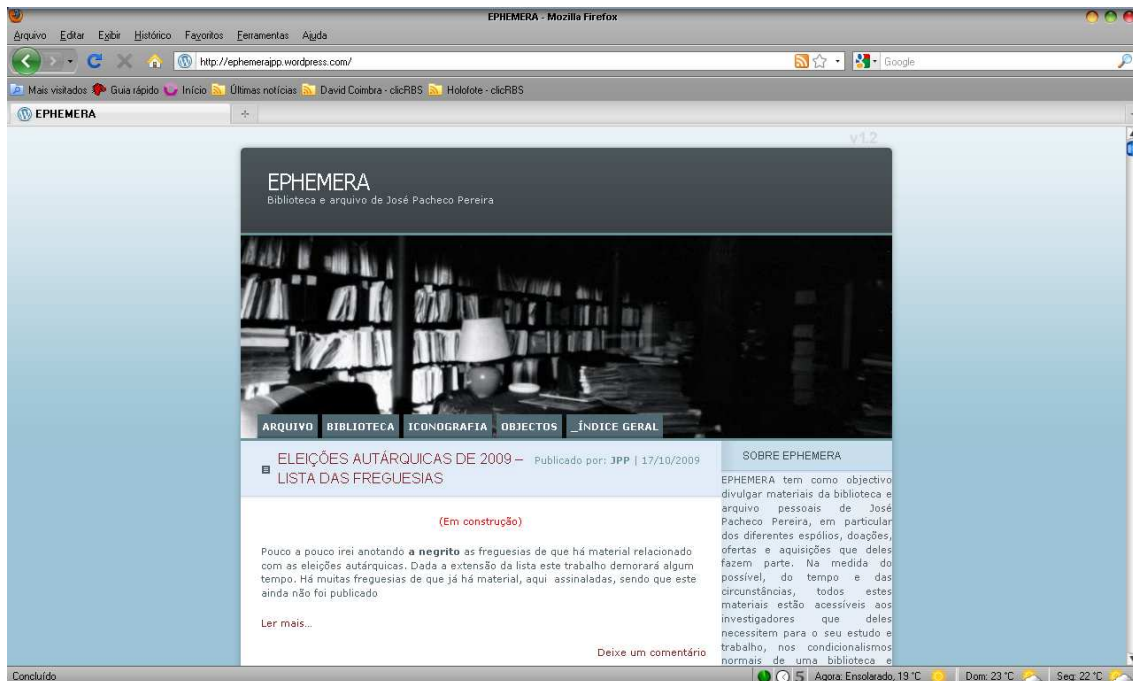 EPHEMERA - Mozilla Firefox
Arquivo Editar Exibir Histórico Favoritos Ferramentas Ajuda
http://ephemerajpp.wordpress.com/ Google
Mais visitados Guia rápido Início Últimas notícias David Coimbra - clicRBS Holofote - clicRBS
EPHEMERA
v1.2
EPHEMERA
Biblioteca e arquivo de José Pacheco Pereira
ARQUIVO BIBLIOTECA ICONOGRAFIA OBJECTOS _ÍNDICE GERAL
ELEIÇÕES AUTÁRQUICAS DE 2009 –
LISTA DAS FREGUESIAS
Publicado por: JPP | 17/10/2009
(Em construção)
Pouco a pouco irei anotando a negrito as freguesias de que há material relacionado
com as eleições autárquicas. Dada a extensão da lista este trabalho demorará algum
tempo. Há muitas freguesias de que já há material, aqui assinaladas, sendo que este
ainda não foi publicado
Ler mais...
Deixe um comentário
SOBRE EPHEMERA
EPHEMERA tem como objectivo
divulgar materiais da biblioteca e
arquivo pessoais de José
Pacheco Pereira, em particular
dos diferentes espólios, doações,
ofertas e aquisições que deles
fazem parte. Na medida do
possível, do tempo e das
circunstâncias, todos estes
materiais estão acessíveis aos
investigadores que deles
necessitem para o seu estudo e
trabalho, nos condicionalismos
normais de uma biblioteca e
Concluído 5 Agora: Ensolarado, 19 °C Dom: 23 °C Seg: 22 °C